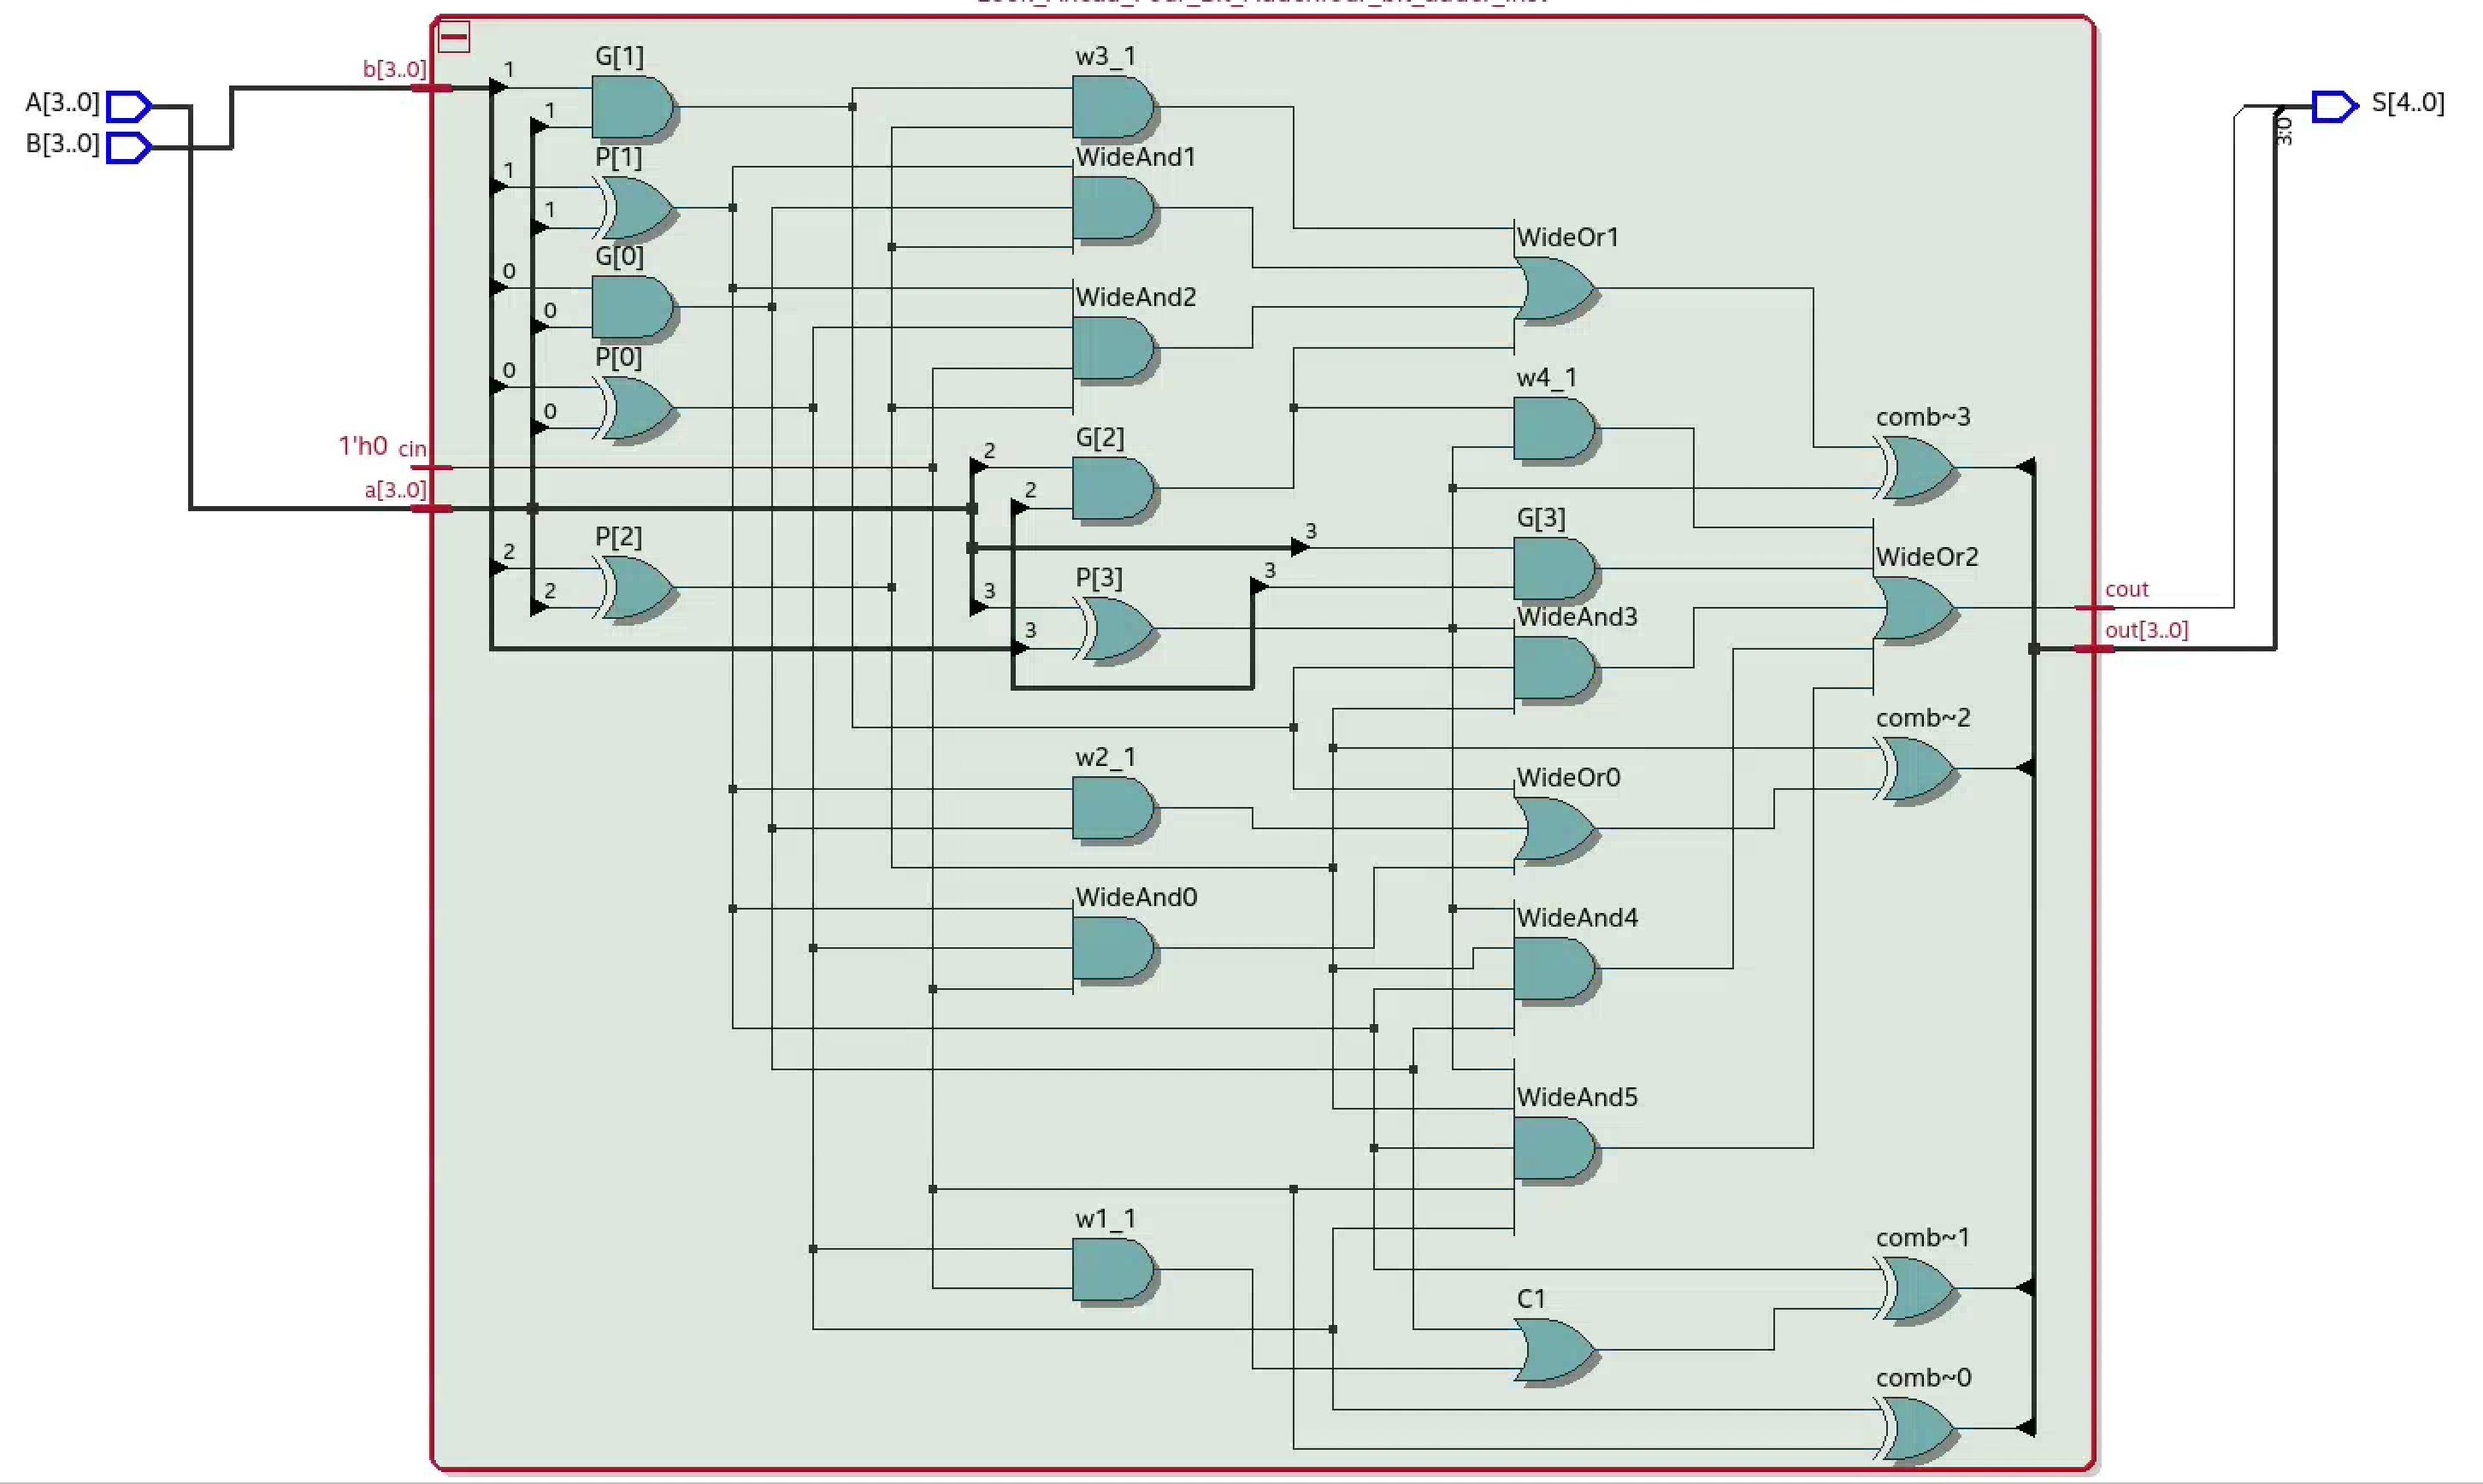 G[1]
w3_1
b[3..0]
1
A[3..0]
S[4..0]
1
B[3..0]
3:0
P[1]
WideAnd1
1
1
WideOr1
G[0]
0
WideAnd2
0
P[0]
0
w4_1
0
comb~3
1'h0 cin
G[2]
2
a[3..0]
2
G[3]
P[2]
3
2
WideOr2
P[3]
3
2
3
cout
WideAnd3
3
out[3..0]
comb~2
w2_1
WideOr0
WideAnd0
WideAnd4
WideAnd5
w1_1
comb~1
C1
comb~0